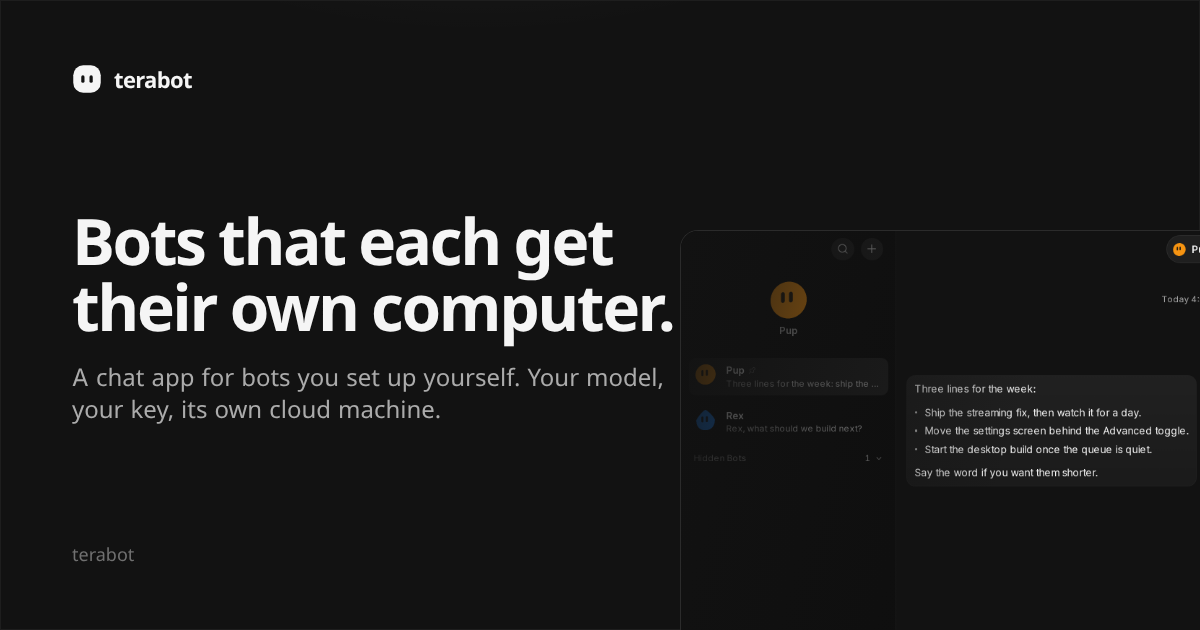 terabot
Bots that each get
their own computer.
A chat app for bots you set up yourself. Your model,
your key, its own cloud machine.
terabot
Pup
Pup
Three lines for the week: ship the ...
Rex
Rex, what should we build next?
Hidden Bots 1
Today 4:
Three lines for the week:
• Ship the streaming fix, then watch it for a day.
• Move the settings screen behind the Advanced toggle.
• Start the desktop build once the queue is quiet.
Say the word if you want them shorter.